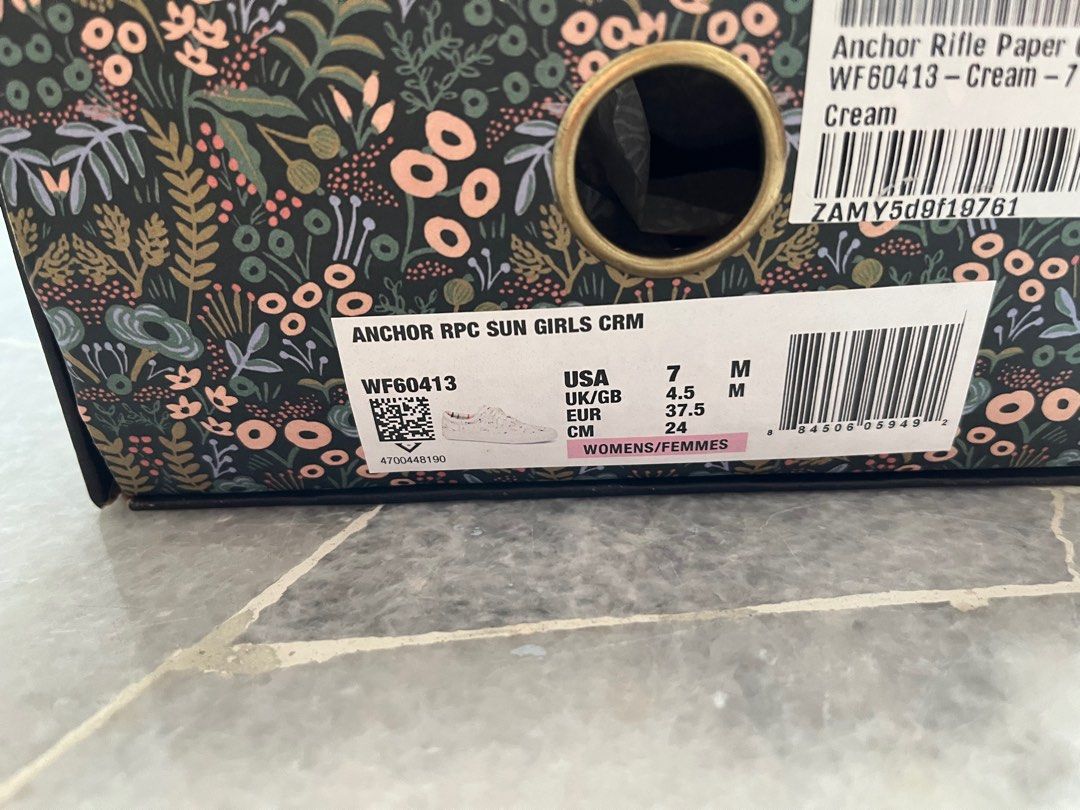 Anchor Rifle Paper
WF60413 – Cream – 7
Cream
ZAMY5d9f19761
ANCHOR RPC SUN GIRLS CRM
WF60413
USA 7 M
UK/GB 4.5 M
EUR 37.5
CM 24
WOMENS/FEMMES
4700448190
8 84506 05949 2